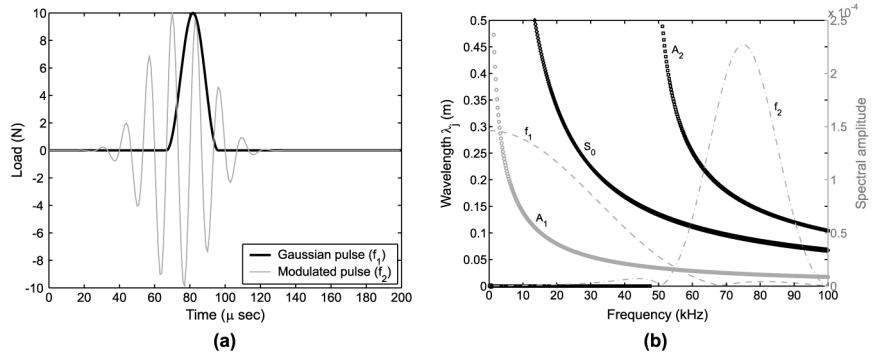 10
8
6
4
2
0
-2
-4
-6
-8
-10
Load (N)
0 20 40 60 80 100 120 140 160 180 200
Time (μ sec)
Gaussian pulse (f1)
Modulated pulse (f2)
(a)
0.5
0.45
0.4
0.35
0.3
0.25
0.2
0.15
0.1
0.05
0
Wavelength λj (m)
x 10-4
2.5
2
1.5
1
0.5
0
Spectral amplitude
A2
f1
f2
S0
A1
0 10 20 30 40 50 60 70 80 90 100
Frequency (kHz)
(b)